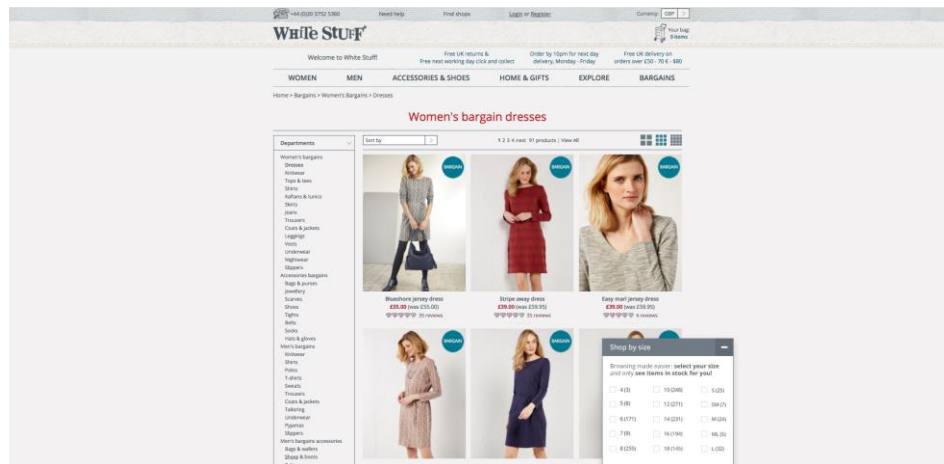 +44 (0)20 3752 5360 Need help Find shops Login or Register Currency: GBP >
WHITE STUFF
Your bag
0 items
Welcome to White Stuff!
Free UK returns &
Free next working day click and collect
Order by 10pm for next day
delivery, Monday - Friday
Free UK delivery on
orders over £50 - 70 € - $80
WOMEN MEN ACCESSORIES & SHOES HOME & GIFTS EXPLORE BARGAINS
Home > Bargains > Women's Bargains > Dresses
Women's bargain dresses
Departments
Sort by >
1 2 3 4 next 91 products | View All
Women's bargains
Dresses
Knitwear
Tops & tees
Shirts
Kaftans & tunics
Skirts
Jeans
Trousers
Coats & jackets
Leggings
Vests
Underwear
Nightwear
Slippers
Accessories bargains
Bags & purses
Jewellery
Scarves
Shoes
Tights
Belts
Socks
Hats & gloves
Men's bargains
Knitwear
Shirts
Polos
T-shirts
Sweats
Trousers
Coats & jackets
Tailoring
Underwear
Pyjamas
Slippers
Men's bargains accessories
Bags & wallets
Shoes & boots
BARGAIN
BARGAIN
BARGAIN
Blueshore jersey dress
£35.00 (was £55.00)
35 reviews
Stripe away dress
£39.00 (was £59.95)
55 reviews
Easy marl jersey dress
£39.00 (was £59.95)
6 reviews
BARGAIN
BARGAIN
Shop by size
Browsing made easier: select your size
and only see items in stock for you!
4 (3) 10 (248) S (25)
5 (8) 12 (271) SM (7)
6 (171) 14 (231) M (24)
7 (9) 16 (194) ML (5)
8 (255) 18 (145) L (32)